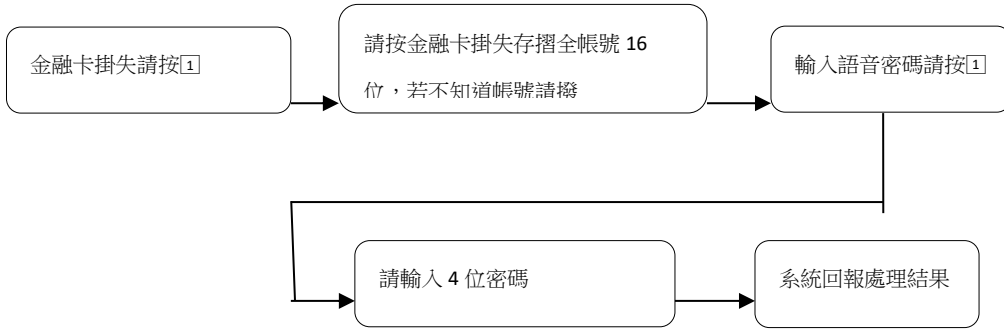 金融卡掛失請按1
請按金融卡掛失存摺全帳號 16
位，若不知道帳號請撥
輸入語音密碼請按1
請輸入 4 位密碼
系統回報處理結果